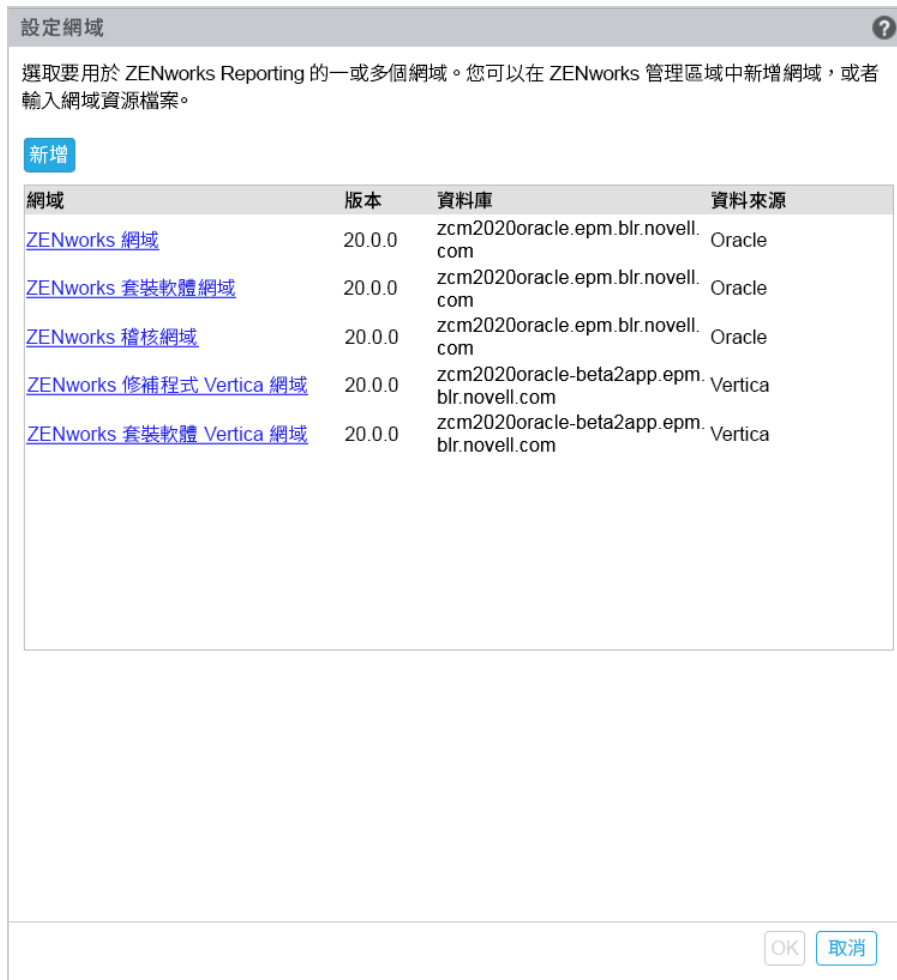 設定網域
?
選取要用於 ZENworks Reporting 的一或多個網域。您可以在 ZENworks 管理區域中新增網域，或者
輸入網域資源檔案。
新增
網域 版本 資料庫 資料來源
ZENworks 網域 20.0.0 zcm2020oracle.epm.blr.novell.com Oracle
ZENworks 套裝軟體網域 20.0.0 zcm2020oracle.epm.blr.novell.com Oracle
ZENworks 稽核網域 20.0.0 zcm2020oracle.epm.blr.novell.com Oracle
ZENworks 修補程式 Vertica 網域 20.0.0 zcm2020oracle-beta2app.epm.blr.novell.com Vertica
ZENworks 套裝軟體 Vertica 網域 20.0.0 zcm2020oracle-beta2app.epm.blr.novell.com Vertica
OK 取消